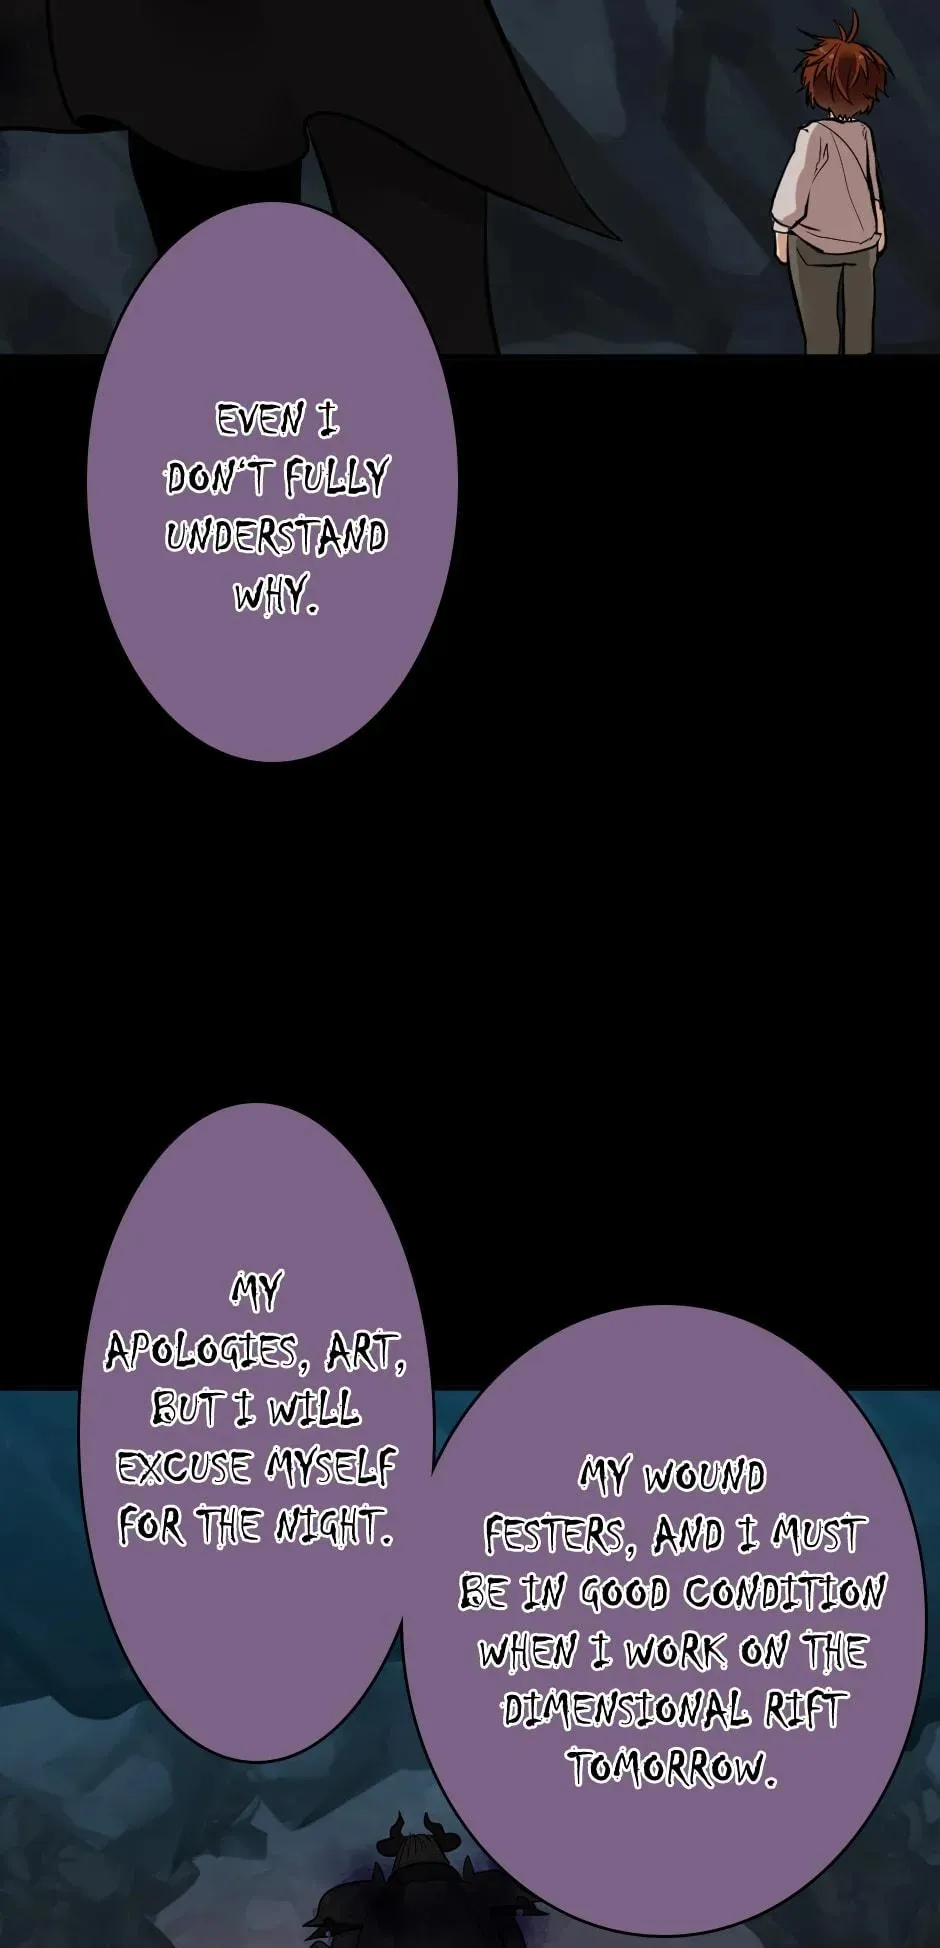 EVEN I
DON'T FULLY
UNDERSTAND
WHY.
MY
APOLOGIES, ART,
BUT I WILL
EXCUSE MYSELF
FOR THE NIGHT.
MY WOUND
FESTERS, AND I MUST
BE IN GOOD CONDITION
WHEN I WORK ON THE
DIMENSIONAL RIFT
TOMORROW.